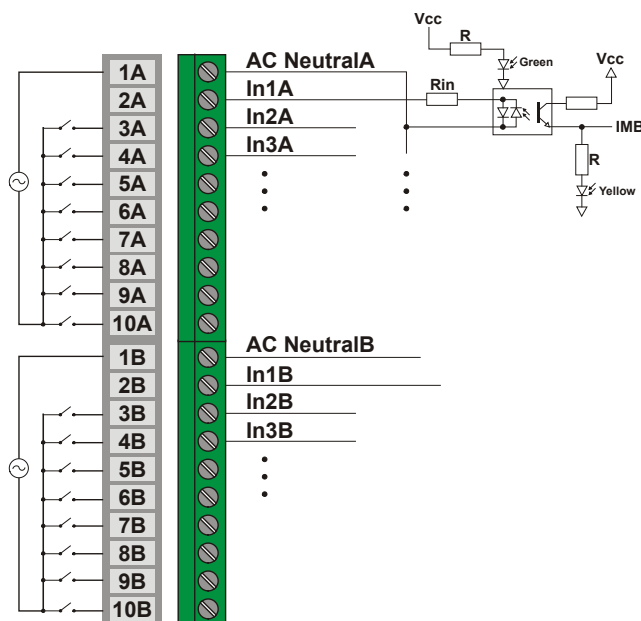 Vcc
R
Green
Vcc
AC NeutralA
1A
In1A
Rin
2A
In2A
IMB
3A
In3A
4A
R
5A
Yellow
6A
7A
8A
9A
10A
AC NeutralB
1B
In1B
2B
In2B
3B
In3B
4B
5B
6B
7B
8B
9B
10B